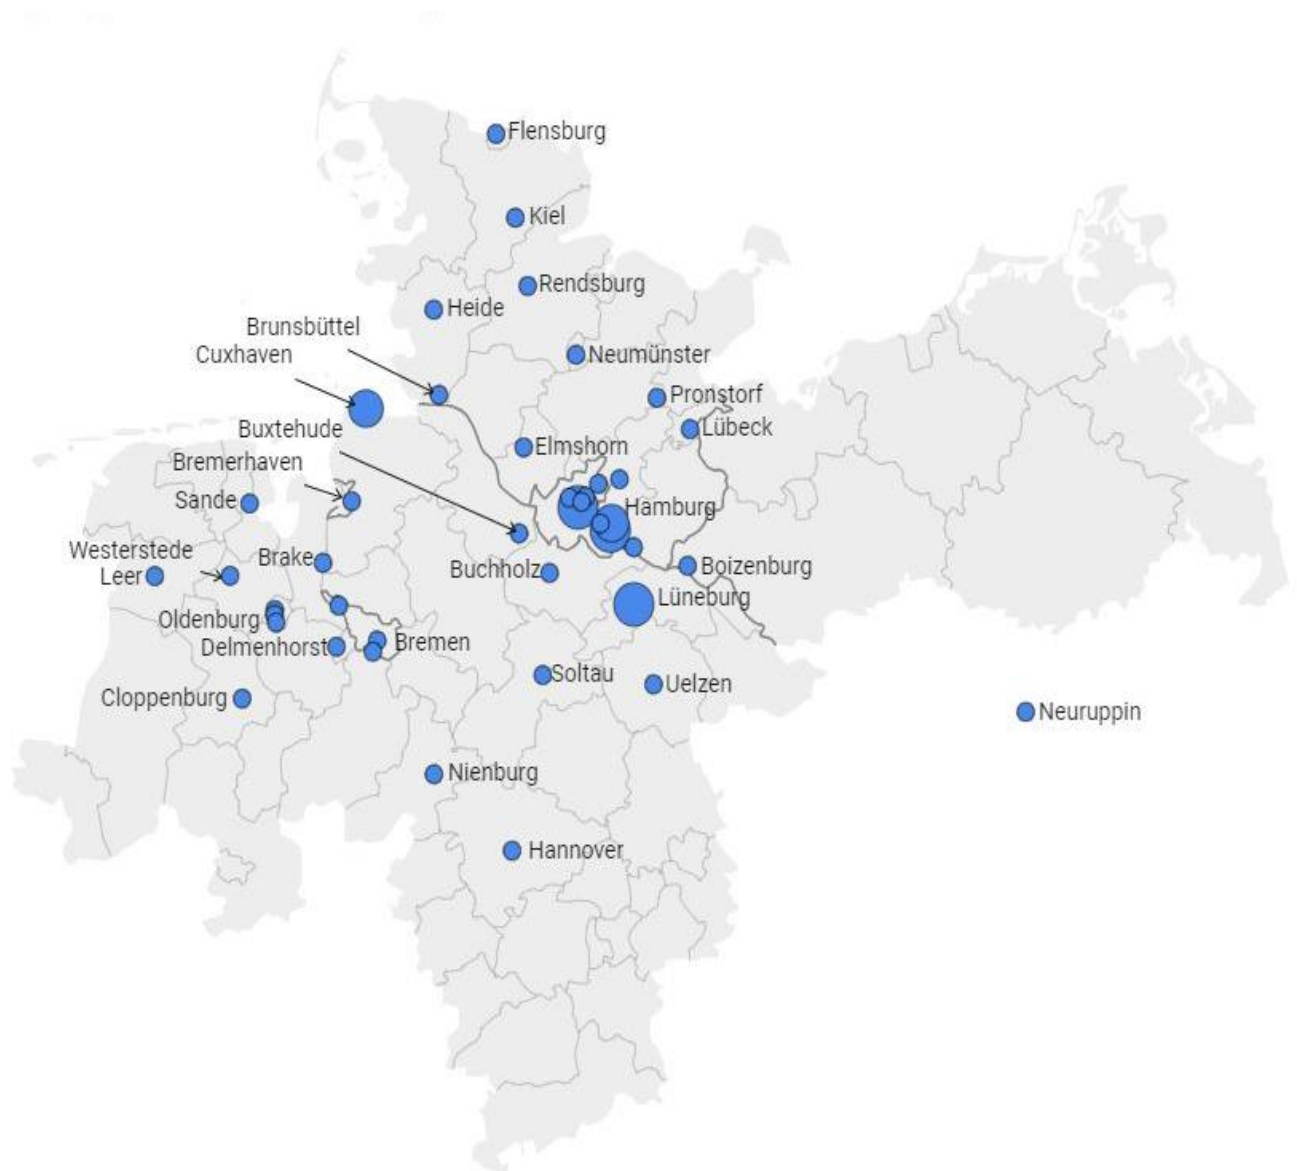 Flensburg
Kiel
Rendsburg
Heide
Brunsbüttel
Cuxhaven
Neumünster
Pronstorf
Buxtehude
Lübeck
Elmshorn
Bremerhaven
Sande
Hamburg
Westerstede
Brake
Leer
Buchholz
Boizenburg
Lüneburg
Oldenburg
Delmenhorst
Bremen
Soltau
Uelzen
Cloppenburg
Neuruppin
Nienburg
Hannover